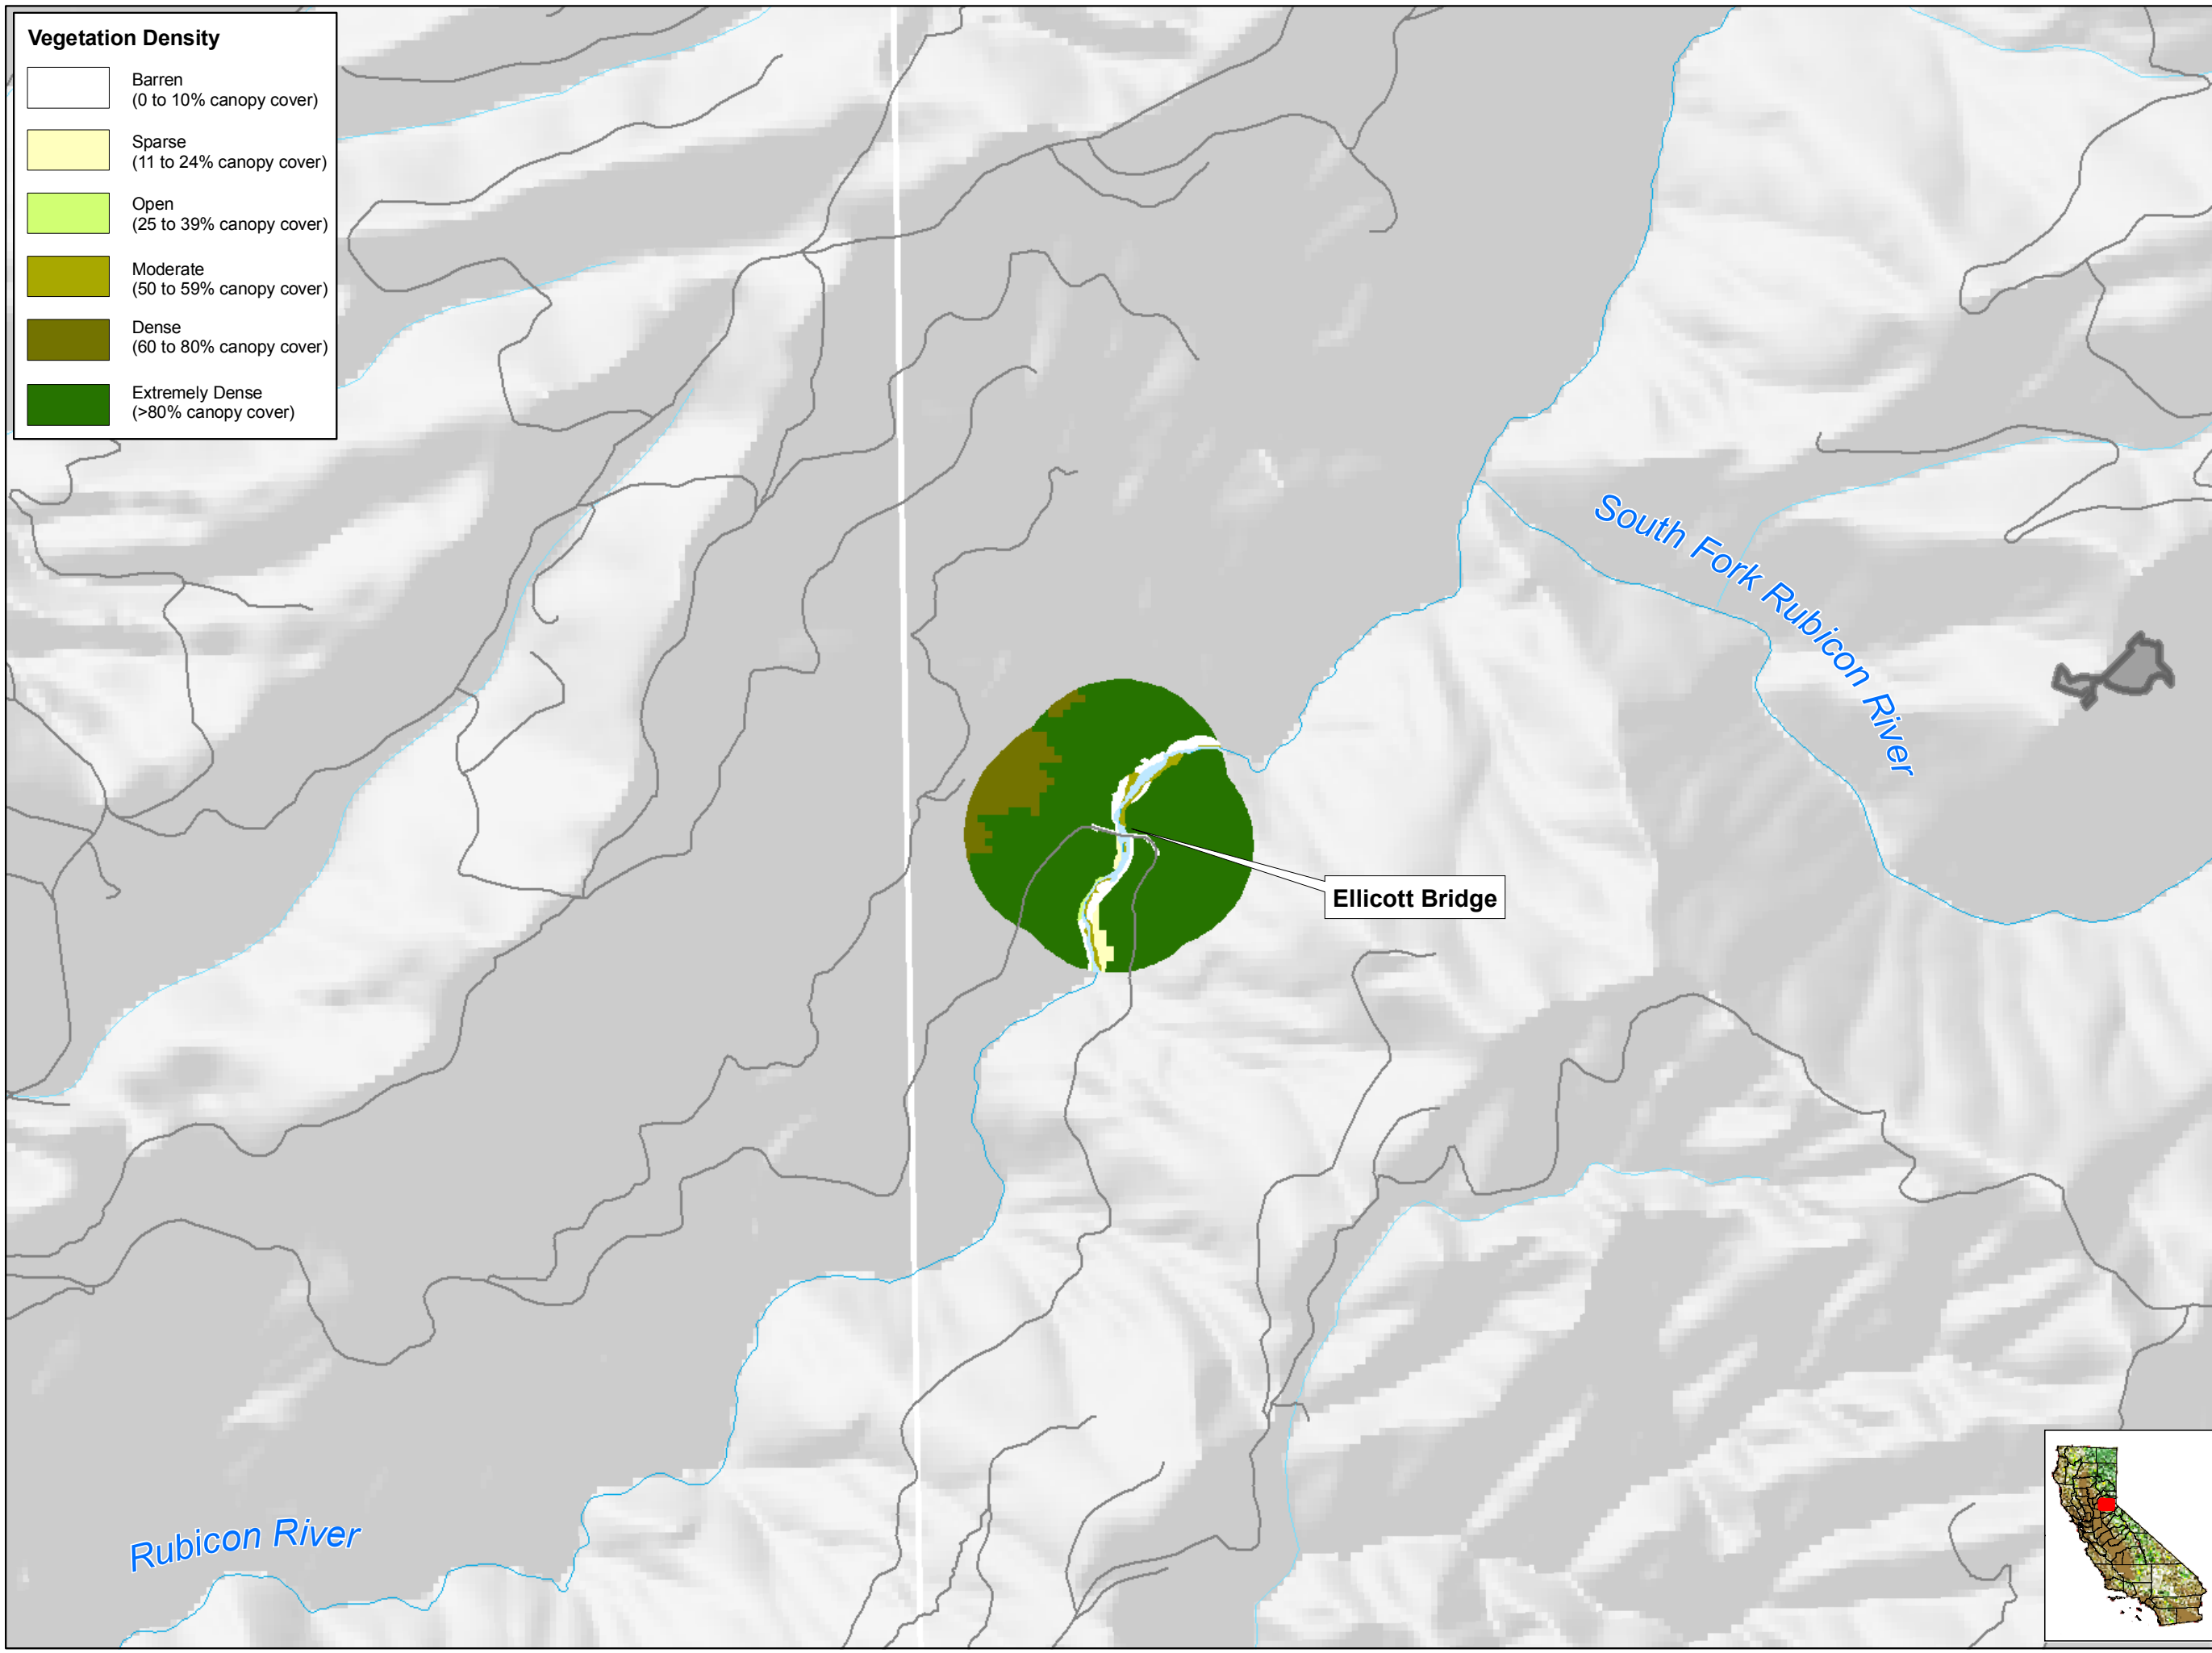 Vegetation Density
Barren
(0 to 10% canopy cover)
Sparse
(11 to 24% canopy cover)
Open
(25 to 39% canopy cover)
Moderate
(50 to 59% canopy cover)
Dense
(60 to 80% canopy cover)
Extremely Dense
(>80% canopy cover)
South Fork Rubicon River
Ellicott Bridge
Rubicon River